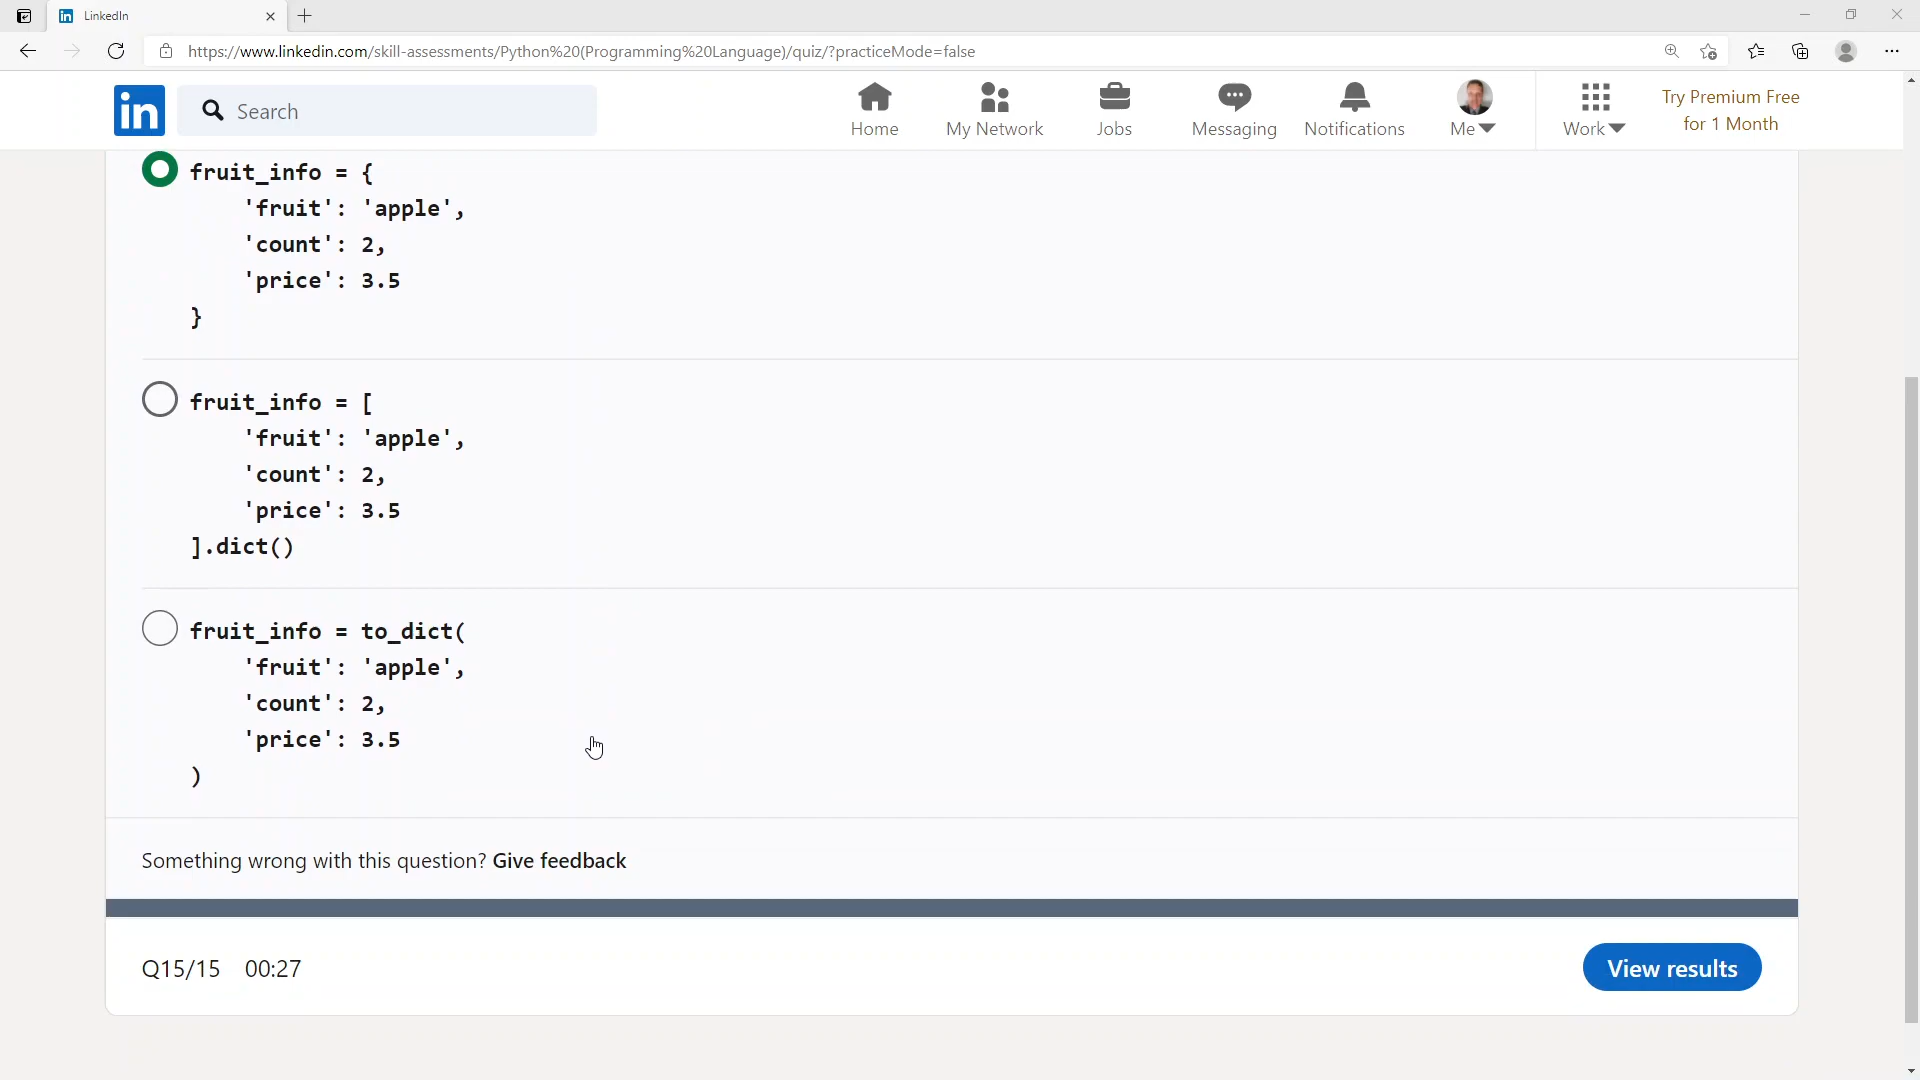 LinkedIn
https://www.linkedin.com/skill-assessments/Python%20(Programming%20Language)/quiz/?practiceMode=false
in
Search
Home
My Network
Jobs
Messaging
Notifications
Me
Work
Try Premium Free
for 1 Month
fruit_info = {
'fruit': 'apple',
'count': 2,
'price': 3.5
}
fruit_info = [
'fruit': 'apple',
'count': 2,
'price': 3.5
].dict()
fruit_info = to_dict(
'fruit': 'apple',
'count': 2,
'price': 3.5
)
Something wrong with this question? Give feedback
Q15/15 00:27
View results